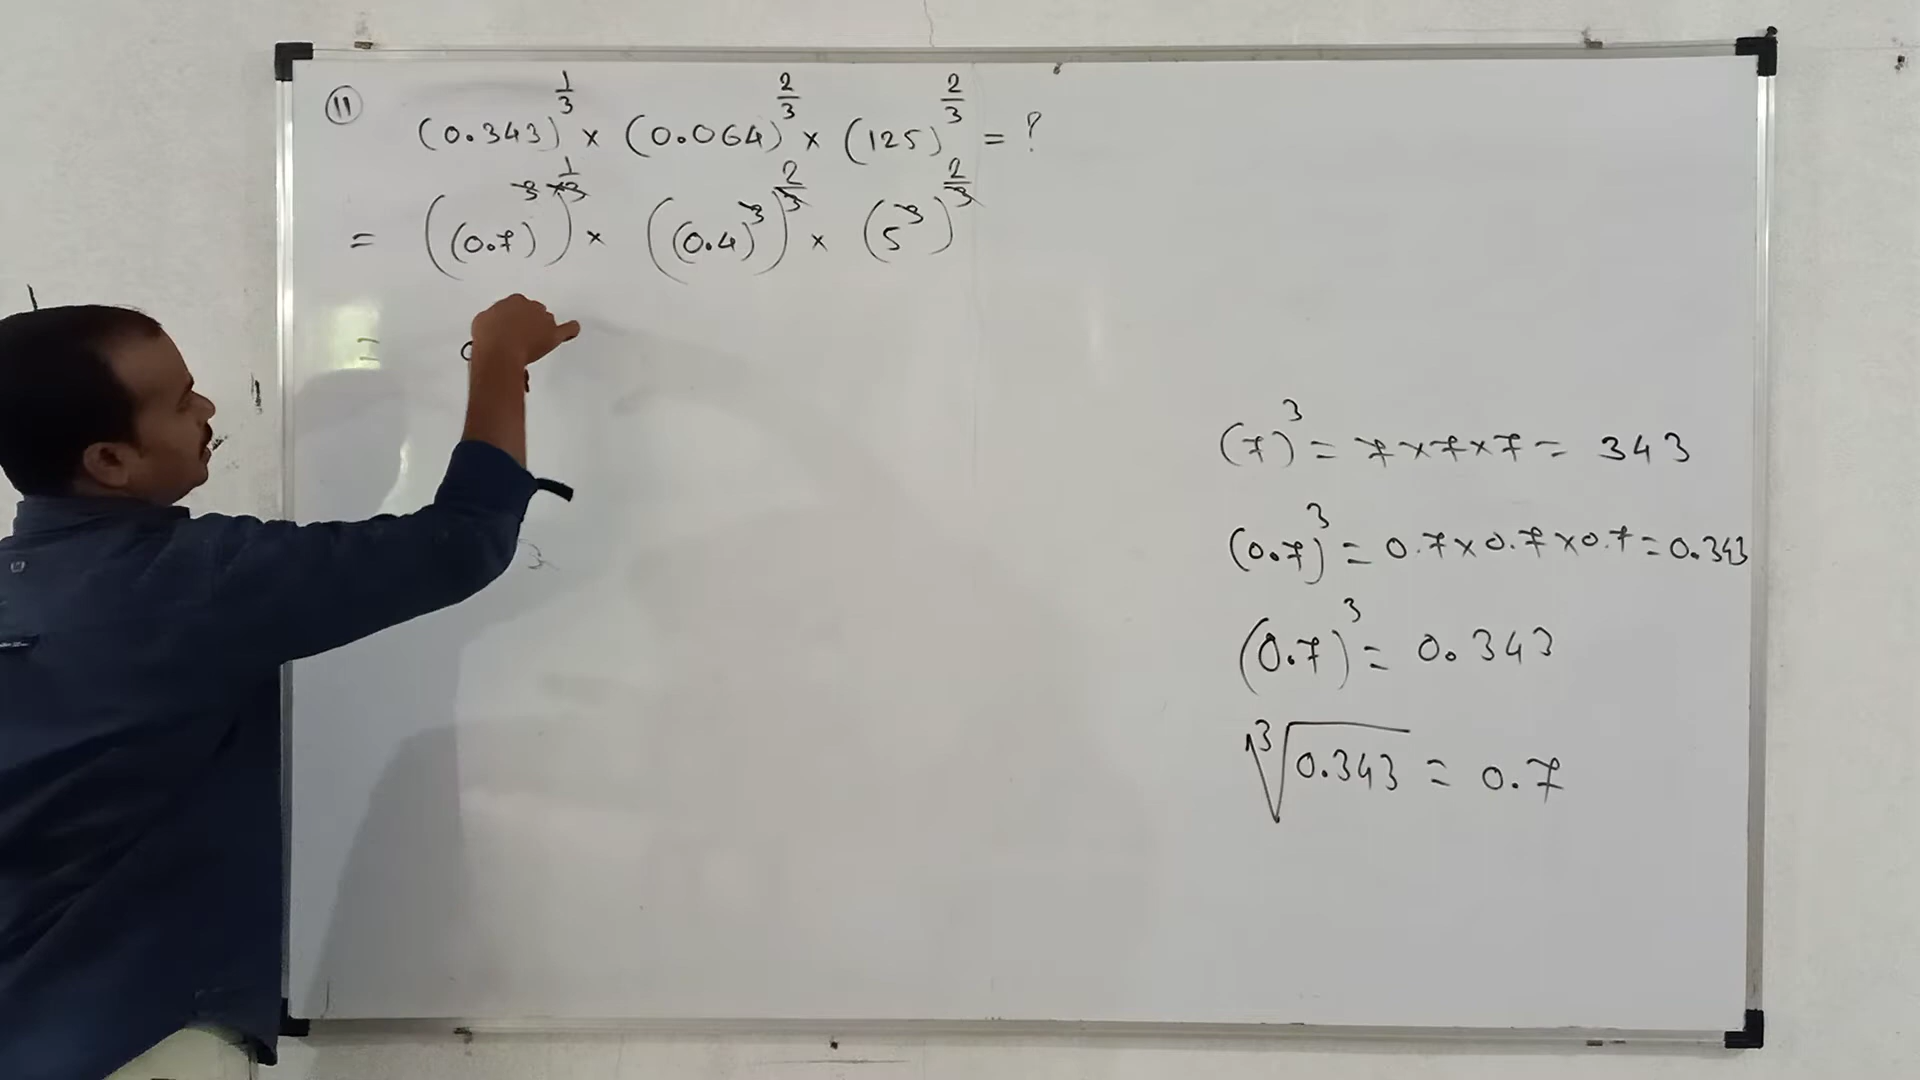 ⑪ (0.343)^{1/3} × (0.064)^{2/3} × (125)^{2/3} = ?
= ((0.7)^{3})^{×1/3} × ((0.4)^{3})^{2/3} × (5^{3})^{2/3}
=
(7)^{3} = 7×7×7 = 343
(0.7)^{3} = 0.7×0.7×0.7=0.343
(0.7)^{3} = 0.343
∛0.343 = 0.7